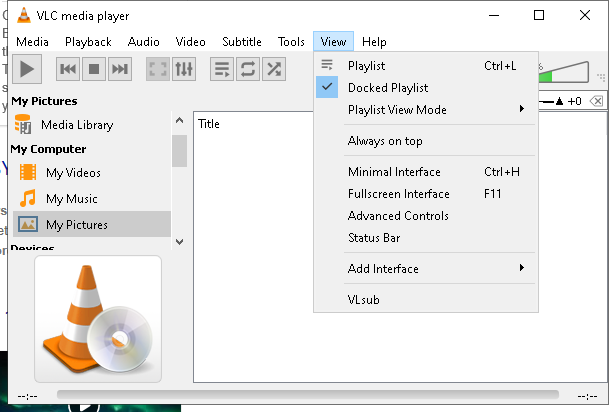 VLC media player
Media Playback Audio Video Subtitle Tools View Help
Playlist Ctrl+L
Docked Playlist
Playlist View Mode
Always on top
Minimal Interface Ctrl+H
Fullscreen Interface F11
Advanced Controls
Status Bar
Add Interface
VLsub
%
+0
My Pictures
Media Library
My Computer
My Videos
My Music
My Pictures
Devices
Title
--:-- --:--